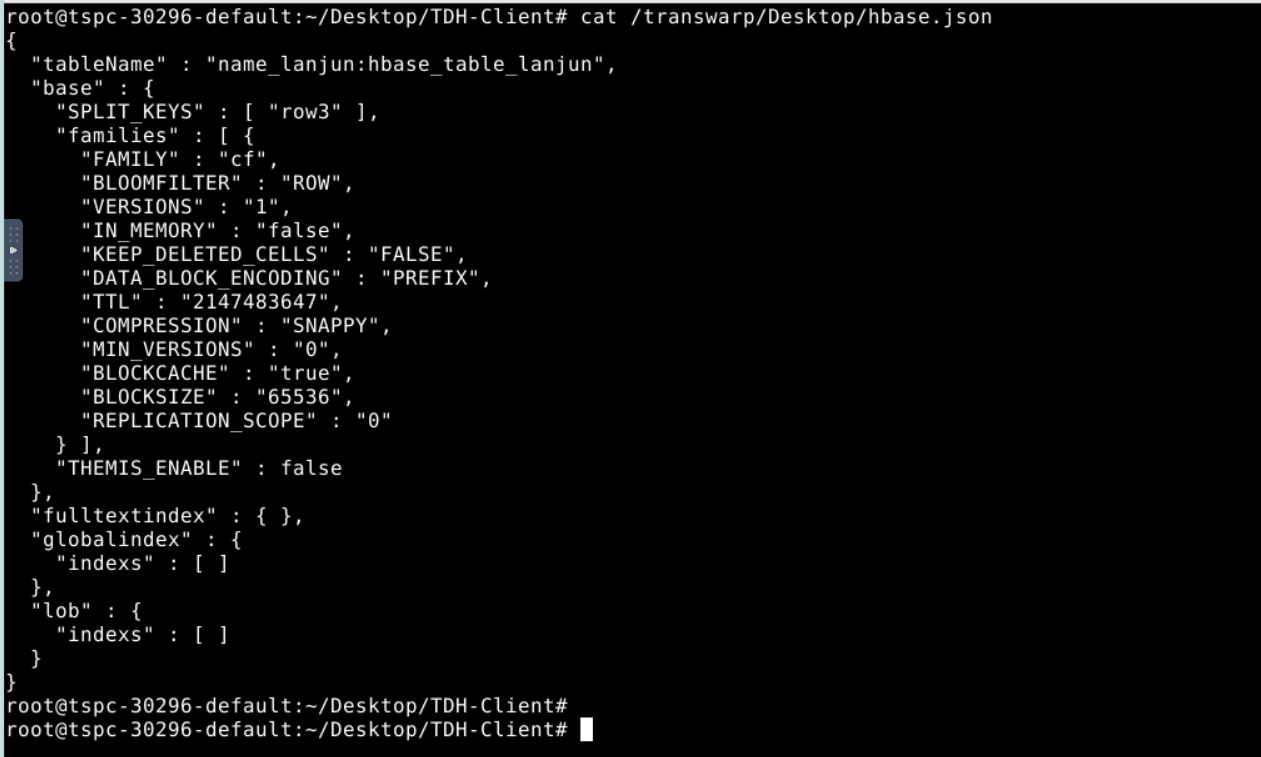 root@tspc-30296-default:~/Desktop/TDH-Client# cat /transwarp/Desktop/hbase.json
{
  "tableName" : "name_lanjun:hbase_table_lanjun",
  "base" : {
    "SPLIT_KEYS" : [ "row3" ],
    "families" : [ {
      "FAMILY" : "cf",
      "BLOOMFILTER" : "ROW",
      "VERSIONS" : "1",
      "IN_MEMORY" : "false",
      "KEEP_DELETED_CELLS" : "FALSE",
      "DATA_BLOCK_ENCODING" : "PREFIX",
      "TTL" : "2147483647",
      "COMPRESSION" : "SNAPPY",
      "MIN_VERSIONS" : "0",
      "BLOCKCACHE" : "true",
      "BLOCKSIZE" : "65536",
      "REPLICATION_SCOPE" : "0"
    } ],
    "THEMIS_ENABLE" : false
  },
  "fulltextindex" : { },
  "globalindex" : {
    "indexs" : [ ]
  },
  "lob" : {
    "indexs" : [ ]
  }
}
root@tspc-30296-default:~/Desktop/TDH-Client#
root@tspc-30296-default:~/Desktop/TDH-Client#